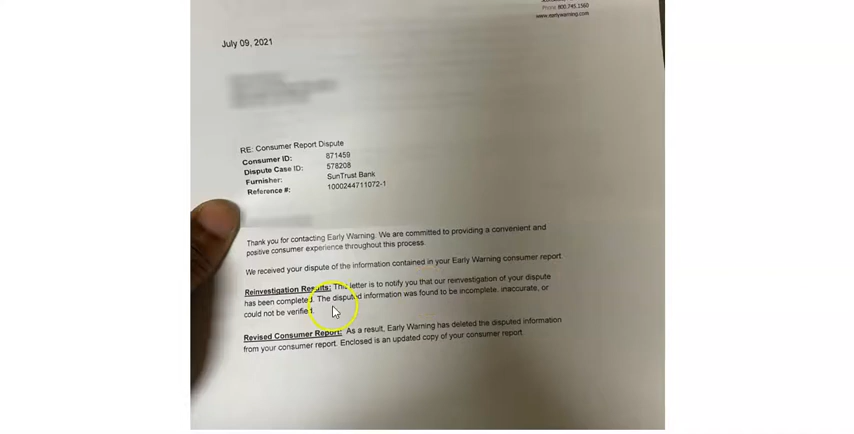 Phone 800.745.1560
www.earlywarning.com
July 09, 2021
RE: Consumer Report Dispute
Consumer ID: 871459
Dispute Case ID: 578208
Furnisher: SunTrust Bank
Reference #: 1000244711072-1
Thank you for contacting Early Warning. We are committed to providing a convenient and
positive consumer experience throughout this process.
We received your dispute of the information contained in your Early Warning consumer report
Reinvestigation Results: This letter is to notify you that our reinvestigation of your dispute
has been completed. The disputed information was found to be incomplete, inaccurate, or
could not be verified.
Revised Consumer Report: As a result, Early Warning has deleted the disputed information
from your consumer report. Enclosed is an updated copy of your consumer report.